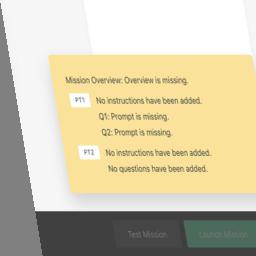 Mission Overview: Overview is missing.
PT1 No instructions have been added.
Q1: Prompt is missing.
Q2: Prompt is missing.
PT2 No instructions have been added.
No questions have been added.
Test Mission Launch Mission